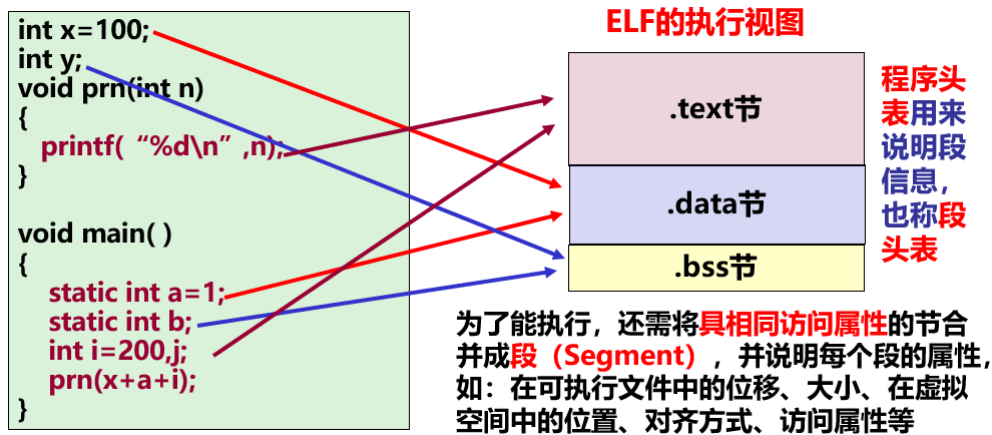 int x=100;
int y;
void prn(int n)
{
printf( “%d\n” ,n);
}
void main( )
{
static int a=1;
static int b;
int i=200,j;
prn(x+a+i);
}
ELF的执行视图
.text节
.data节
.bss节
程序头
表用来
说明段
信息，
也称段
头表
为了能执行，还需将具相同访问属性的节合
并成段（Segment），并说明每个段的属性，
如：在可执行文件中的位移、大小、在虚拟
空间中的位置、对齐方式、访问属性等